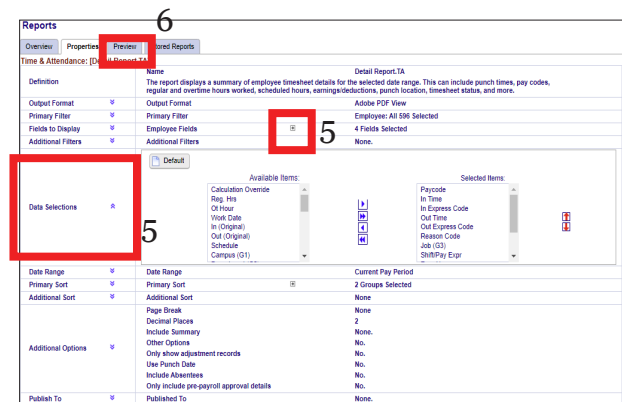 Reports
6
Overview Properties Preview Stored Reports
Time & Attendance: [Detail Report.TA
Definition
Name Detail Report.TA
The report displays a summary of employee timesheet details for the selected date range. This can include punch times, pay codes,
regular and overtime hours worked, scheduled hours, earnings/deductions, punch location, timesheet status, and more.
Output Format Output Format Adobe PDF View
Primary Filter Primary Filter Employee: All 596 Selected
Fields to Display Employee Fields 5 4 Fields Selected
Additional Filters Additional Filters None.
Default
Available Items: Selected Items:
Data Selections
5
Calculation Override Paycode
Reg. Hrs In Time
Ot Hour In Express Code
Work Date Out Time
In (Original) Out Express Code
Out (Original) Reason Code
Schedule Job (G3)
Campus (G1) Shift/Pay Expr
Date Range Date Range Current Pay Period
Primary Sort Primary Sort 2 Groups Selected
Additional Sort Additional Sort None
Additional Options
Page Break None
Decimal Places 2
Include Summary None.
Other Options No.
Only show adjustment records No.
Use Punch Date No.
Include Absentees No.
Only include pre-payroll approval details No.
Publish To Published To None.